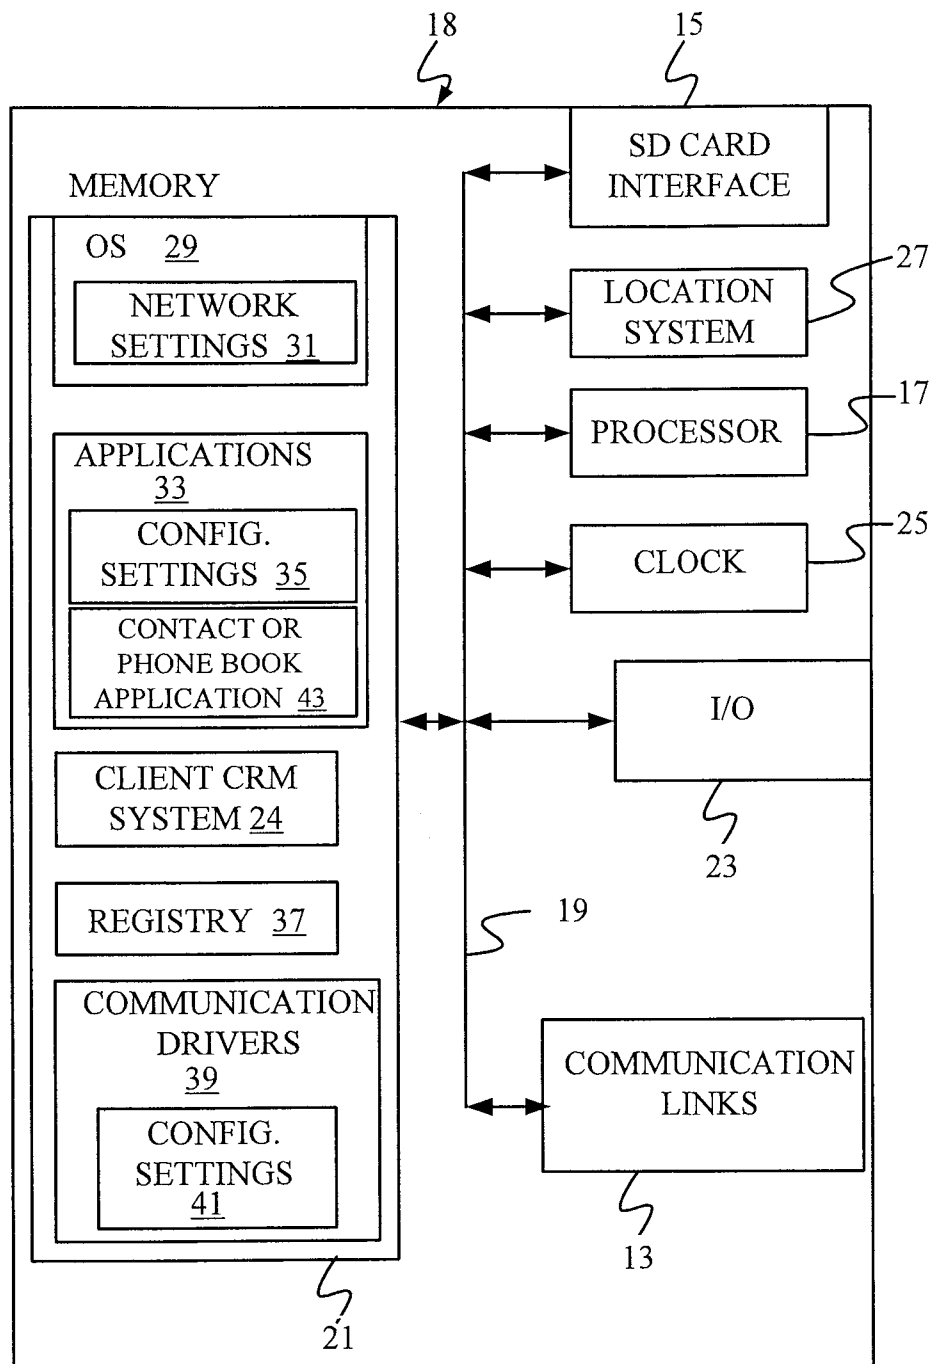 18
15
SD CARD
INTERFACE
MEMORY
OS 29
NETWORK
SETTINGS 31
LOCATION
SYSTEM
27
APPLICATIONS
33
CONFIG.
SETTINGS 35
CONTACT OR
PHONE BOOK
APPLICATION 43
PROCESSOR
17
CLOCK
25
I/O
23
CLIENT CRM
SYSTEM 24
REGISTRY 37
19
COMMUNICATION
DRIVERS
39
CONFIG.
SETTINGS
41
COMMUNICATION
LINKS
13
21